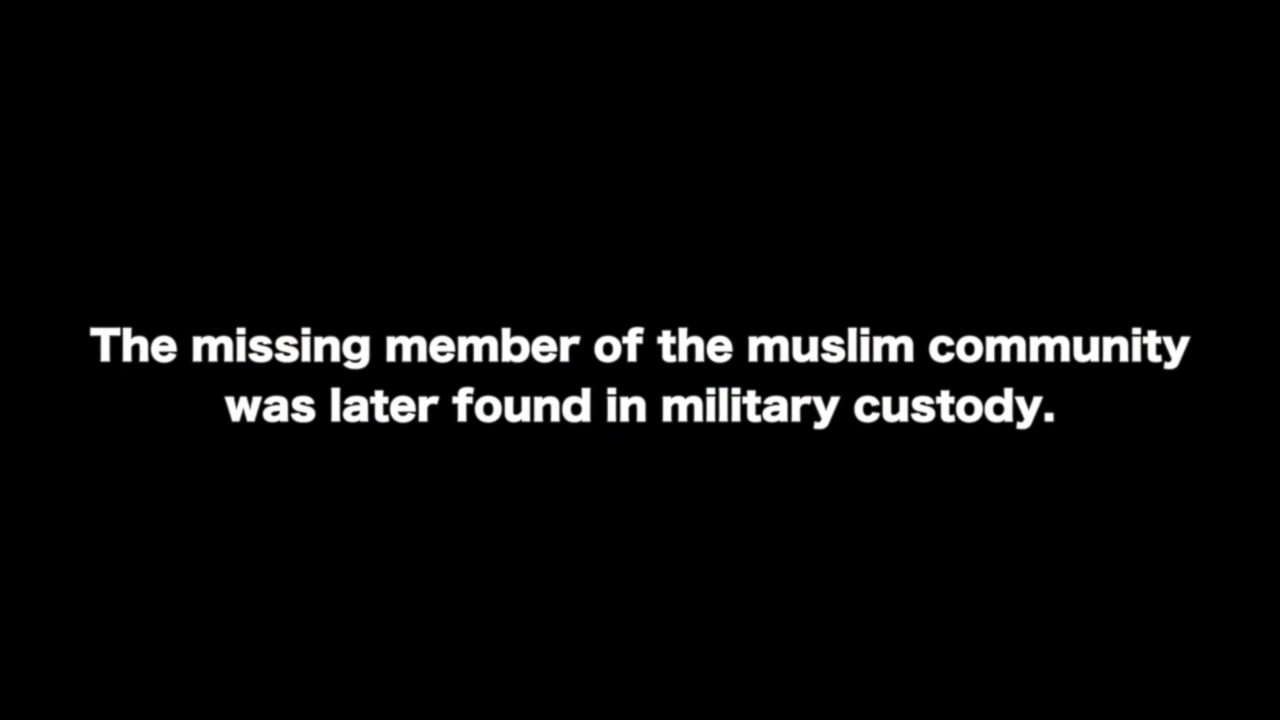 The missing member of the muslim community
was later found in military custody.